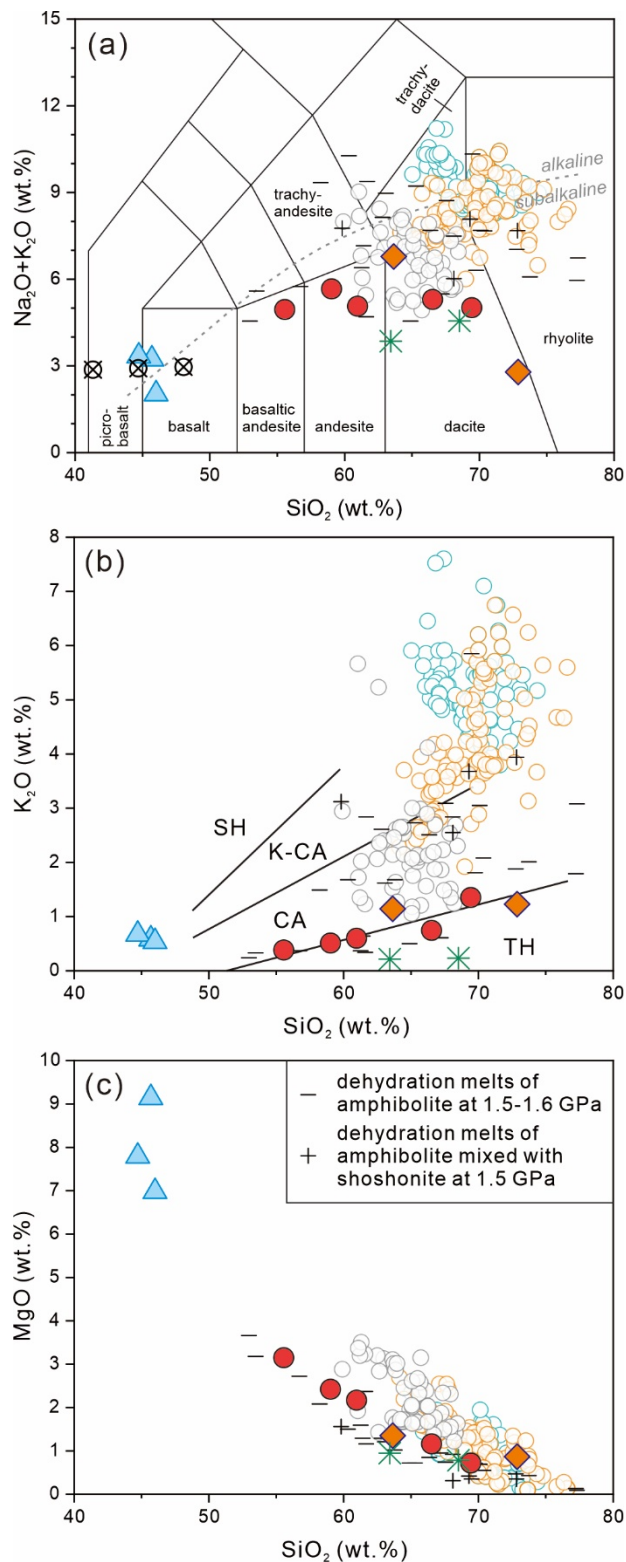 (a)
15
12
9
6
3
0
Na₂O+K₂O (wt.%)
trachy-
dacite
alkaline
subalkaline
trachy-
andesite
rhyolite
picro-
basalt
basalt
basaltic
andesite
andesite
dacite
40 50 60 70 80
SiO₂ (wt.%)
(b)
8
7
6
5
4
3
2
1
0
K₂O (wt.%)
SH
K-CA
CA
TH
40 50 60 70 80
SiO₂ (wt.%)
(c)
10
9
8
7
6
5
4
3
2
1
0
MgO (wt.%)
dehydration melts of
amphibolite at 1.5-1.6 GPa
dehydration melts of
amphibolite mixed with
shoshonite at 1.5 GPa
40 50 60 70 80
SiO₂ (wt.%)